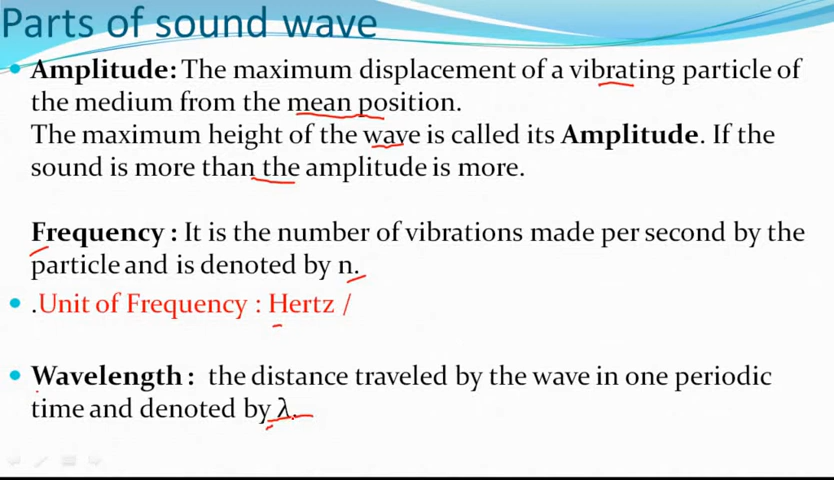 Parts of sound wave
Amplitude: The maximum displacement of a vibrating particle of
the medium from the mean position.
The maximum height of the wave is called its Amplitude. If the
sound is more than the amplitude is more.
Frequency : It is the number of vibrations made per second by the
particle and is denoted by n.
.Unit of Frequency : Hertz /
Wavelength : the distance traveled by the wave in one periodic
time and denoted by λ.